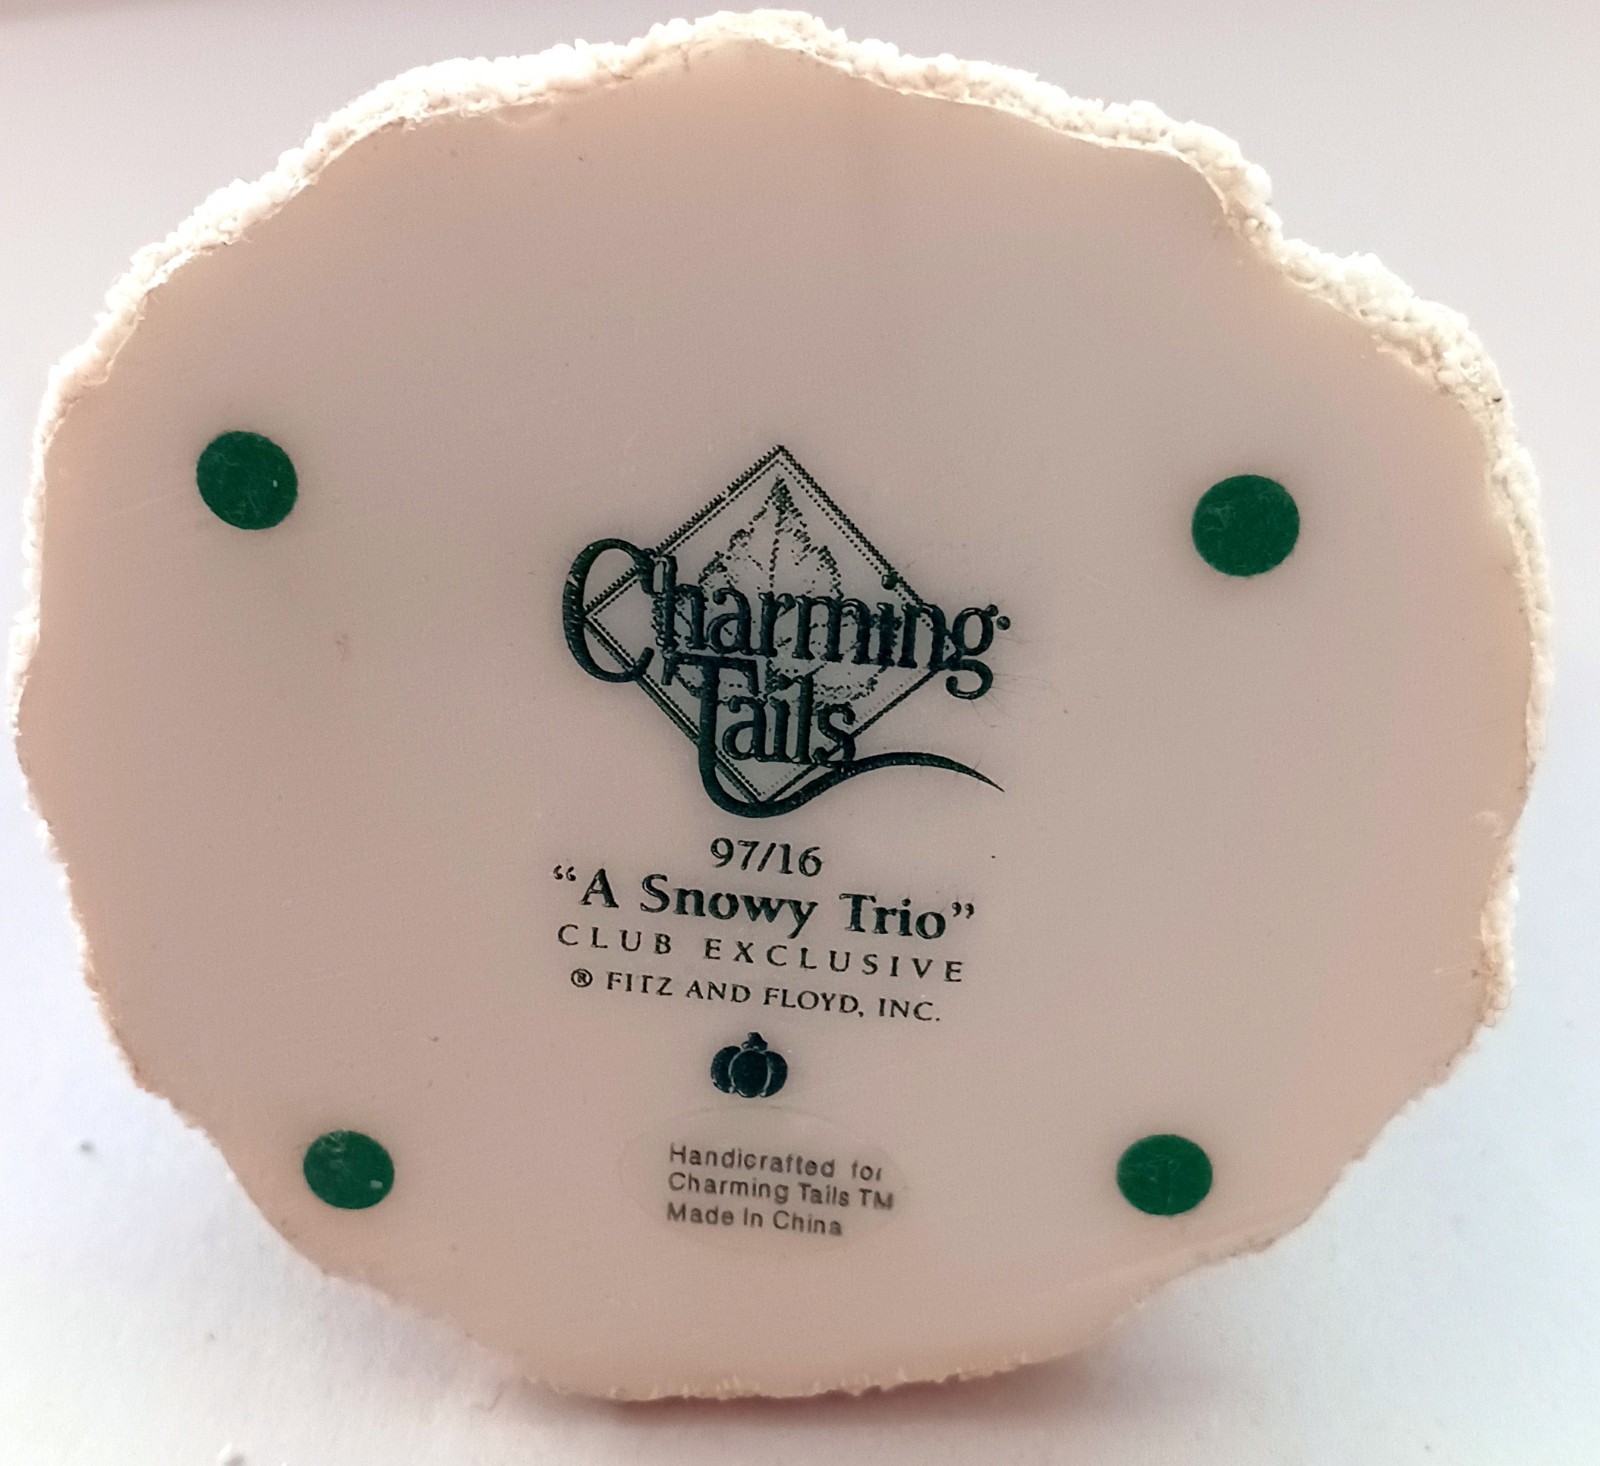 Charming
Tails
97/16
“A Snowy Trio”
CLUB EXCLUSIVE
® FITZ AND FLOYD, INC.
Handicrafted for
Charming Tails TM
Made In China